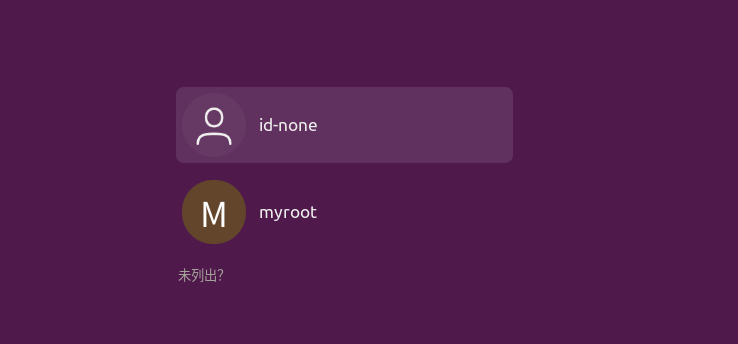 id-none
M
myroot
未列出?